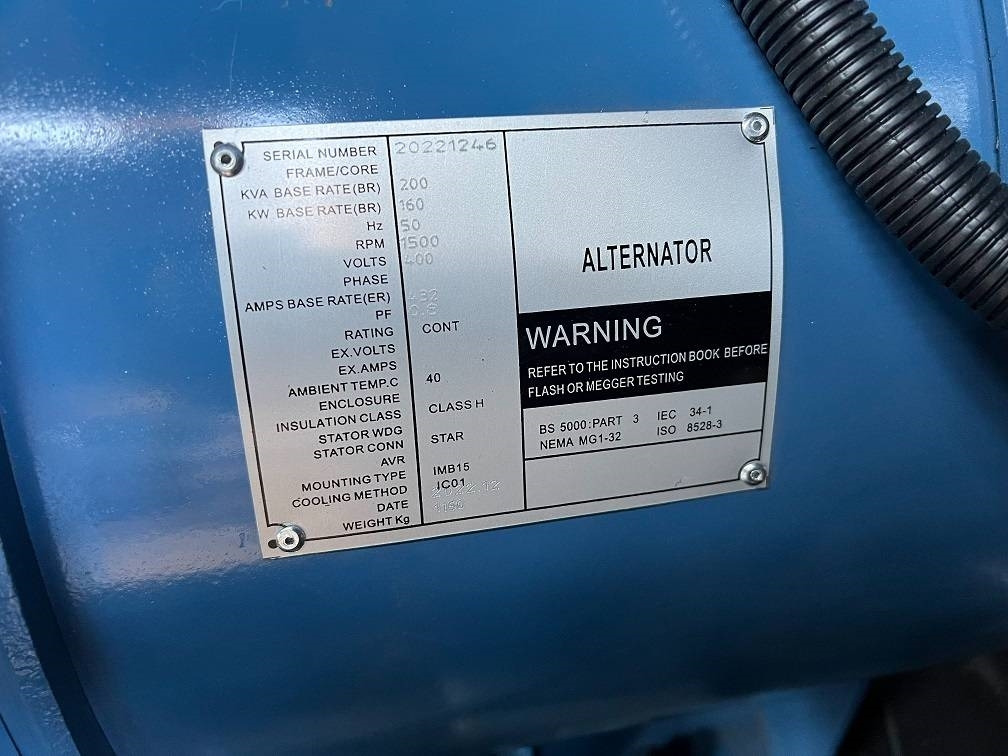 SERIAL NUMBER 20221246
FRAME/CORE
KVA BASE RATE(BR) 200
KW BASE RATE(BR) 160
Hz 50
RPM 1500
VOLTS 400
PHASE
AMPS BASE RATE(ER)
PF 0.8
RATING CONT
EX.VOLTS
EX.AMPS
AMBIENT TEMP.C 40
ENCLOSURE
INSULATION CLASS CLASS H
STATOR WDG
STATOR CONN STAR
AVR
MOUNTING TYPE IMB15
COOLING METHOD IC01
DATE 2022.12
WEIGHT Kg
ALTERNATOR
WARNING
REFER TO THE INSTRUCTION BOOK BEFORE
FLASH OR MEGGER TESTING
BS 5000:PART 3 IEC 34-1
NEMA MG1-32 ISO 8528-3